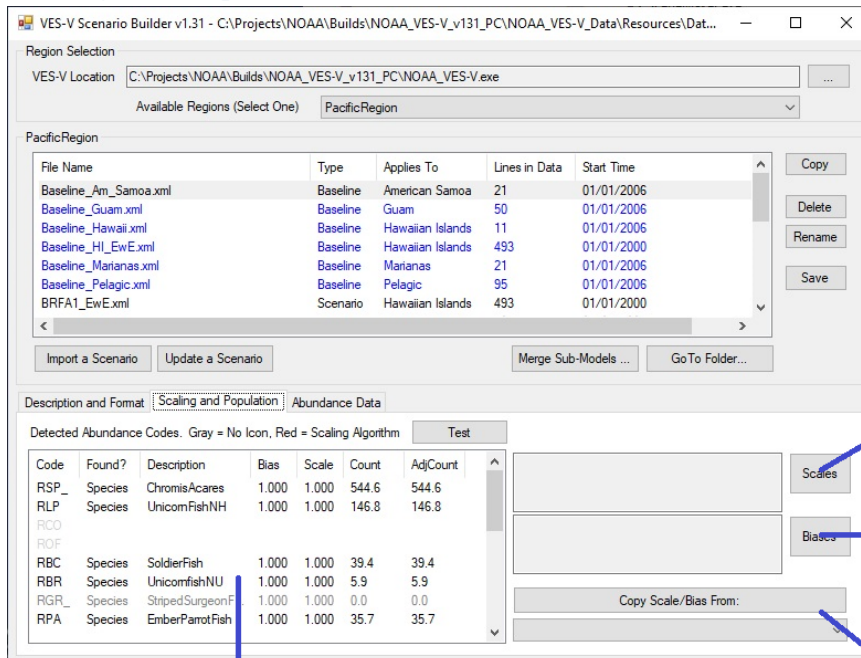 VES-V Scenario Builder v1.31 - C:\Projects\NOAA\Builds\NOAA_VES-V_v131_PC\NOAA_VES-V_Data\Resources\Dat...
Region Selection
VES-V Location C:\Projects\NOAA\Builds\NOAA_VES-V_v131_PC\NOAA_VES-V.exe ...
Available Regions (Select One) PacificRegion
PacificRegion
File Name Type Applies To Lines in Data Start Time Copy
Baseline_Am_Samoa.xml Baseline American Samoa 21 01/01/2006
Baseline_Guam.xml Baseline Guam 50 01/01/2006 Delete
Baseline_Hawaii.xml Baseline Hawaiian Islands 11 01/01/2006
Rename
Baseline_HI_EwE.xml Baseline Hawaiian Islands 493 01/01/2000
Baseline_Marianas.xml Baseline Marianas 21 01/01/2006
Baseline_Pelagic.xml Baseline Pelagic 95 01/01/2006 Save
BRFA1_EwE.xml Scenario Hawaiian Islands 493 01/01/2000
Import a Scenario Update a Scenario Merge Sub-Models ... GoTo Folder...
Description and Format Scaling and Population Abundance Data
Detected Abundance Codes. Gray = No Icon, Red = Scaling Algorithm Test
Code Found? Description Bias Scale Count AdjCount
Scales
RSP_ Species ChromisAcares 1.000 1.000 544.6 544.6
RLP Species UnicornFishNH 1.000 1.000 146.8 146.8
RCO
ROF
Biases
RBC Species SoldierFish 1.000 1.000 39.4 39.4
RBR Species UnicornfishNU 1.000 1.000 5.9 5.9
RGR_ Species StripedSurgeonF... 1.000 1.000 0.0 0.0
Copy Scale/Bias From:
RPA Species EmberParrotFish 1.000 1.000 35.7 35.7